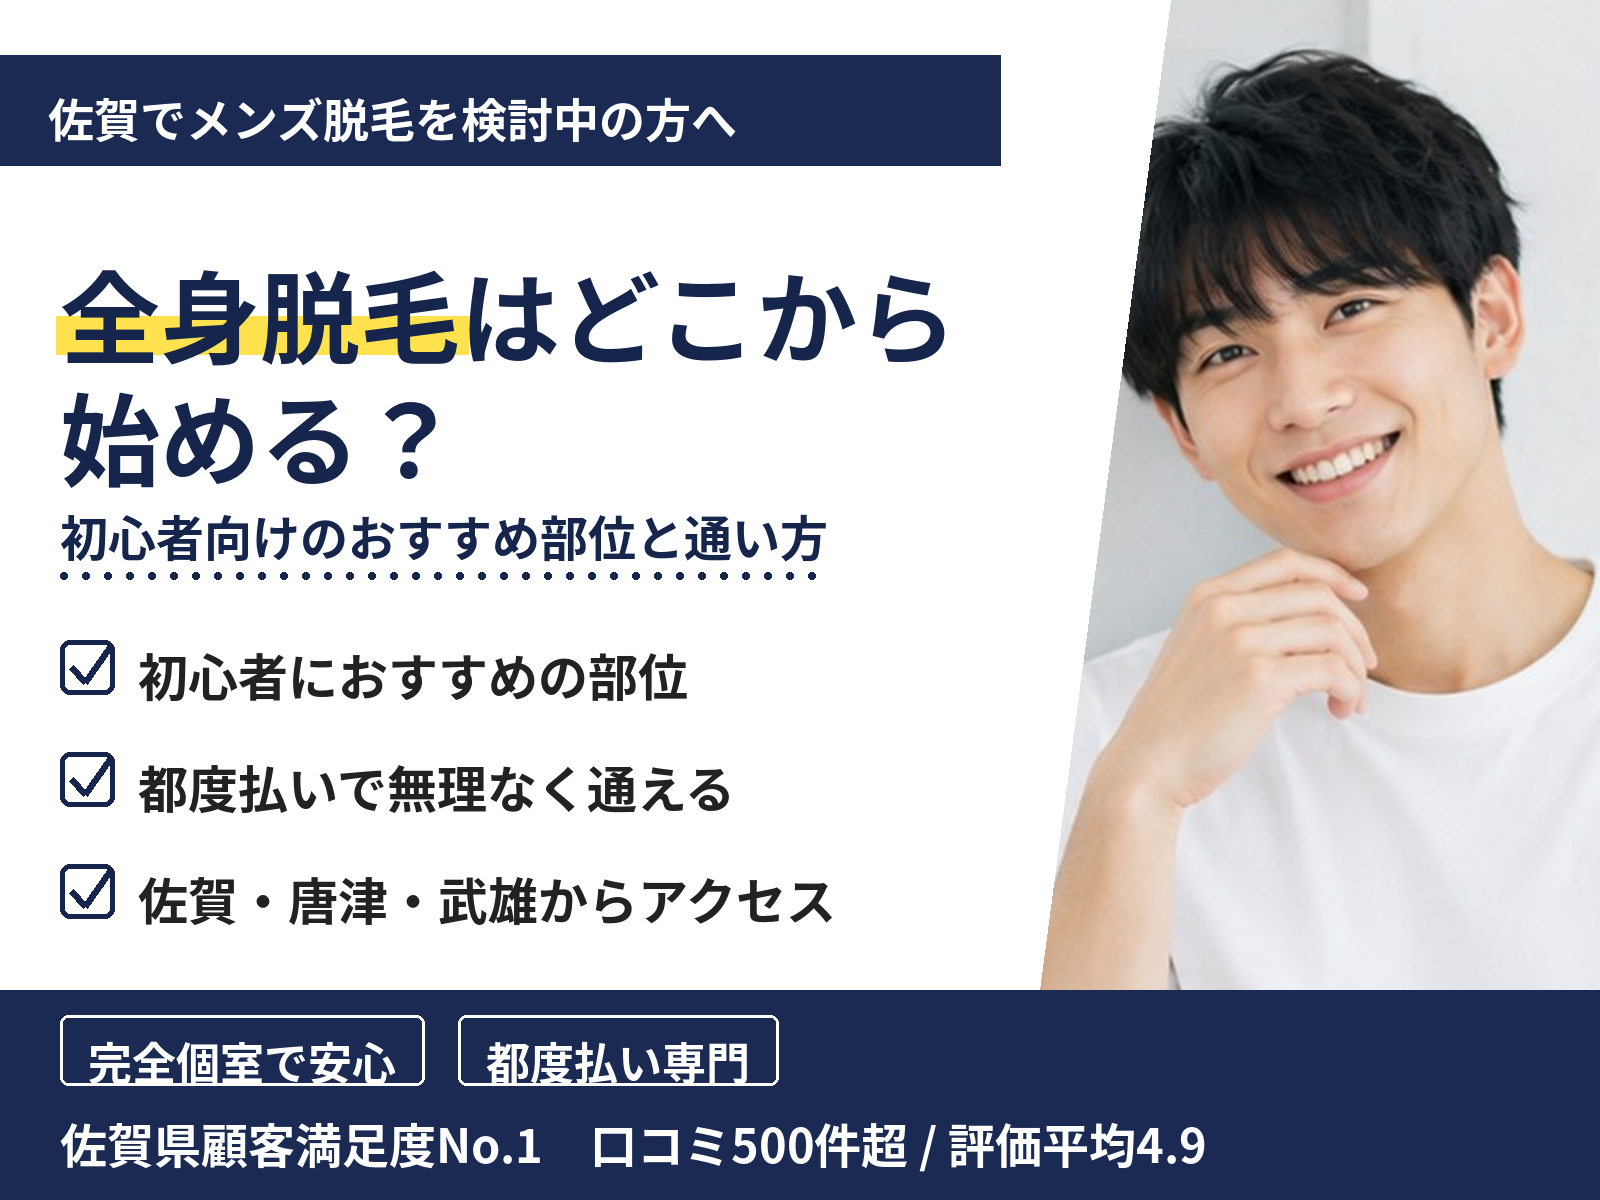 佐賀でメンズ脱毛を検討中の方へ
全身脱毛はどこから
始める？
初心者向けのおすすめ部位と通い方
初心者におすすめの部位
都度払いで無理なく通える
佐賀・唐津・武雄からアクセス
完全個室で安心
都度払い専門
佐賀県顧客満足度No.1　口コミ500件超 / 評価平均4.9